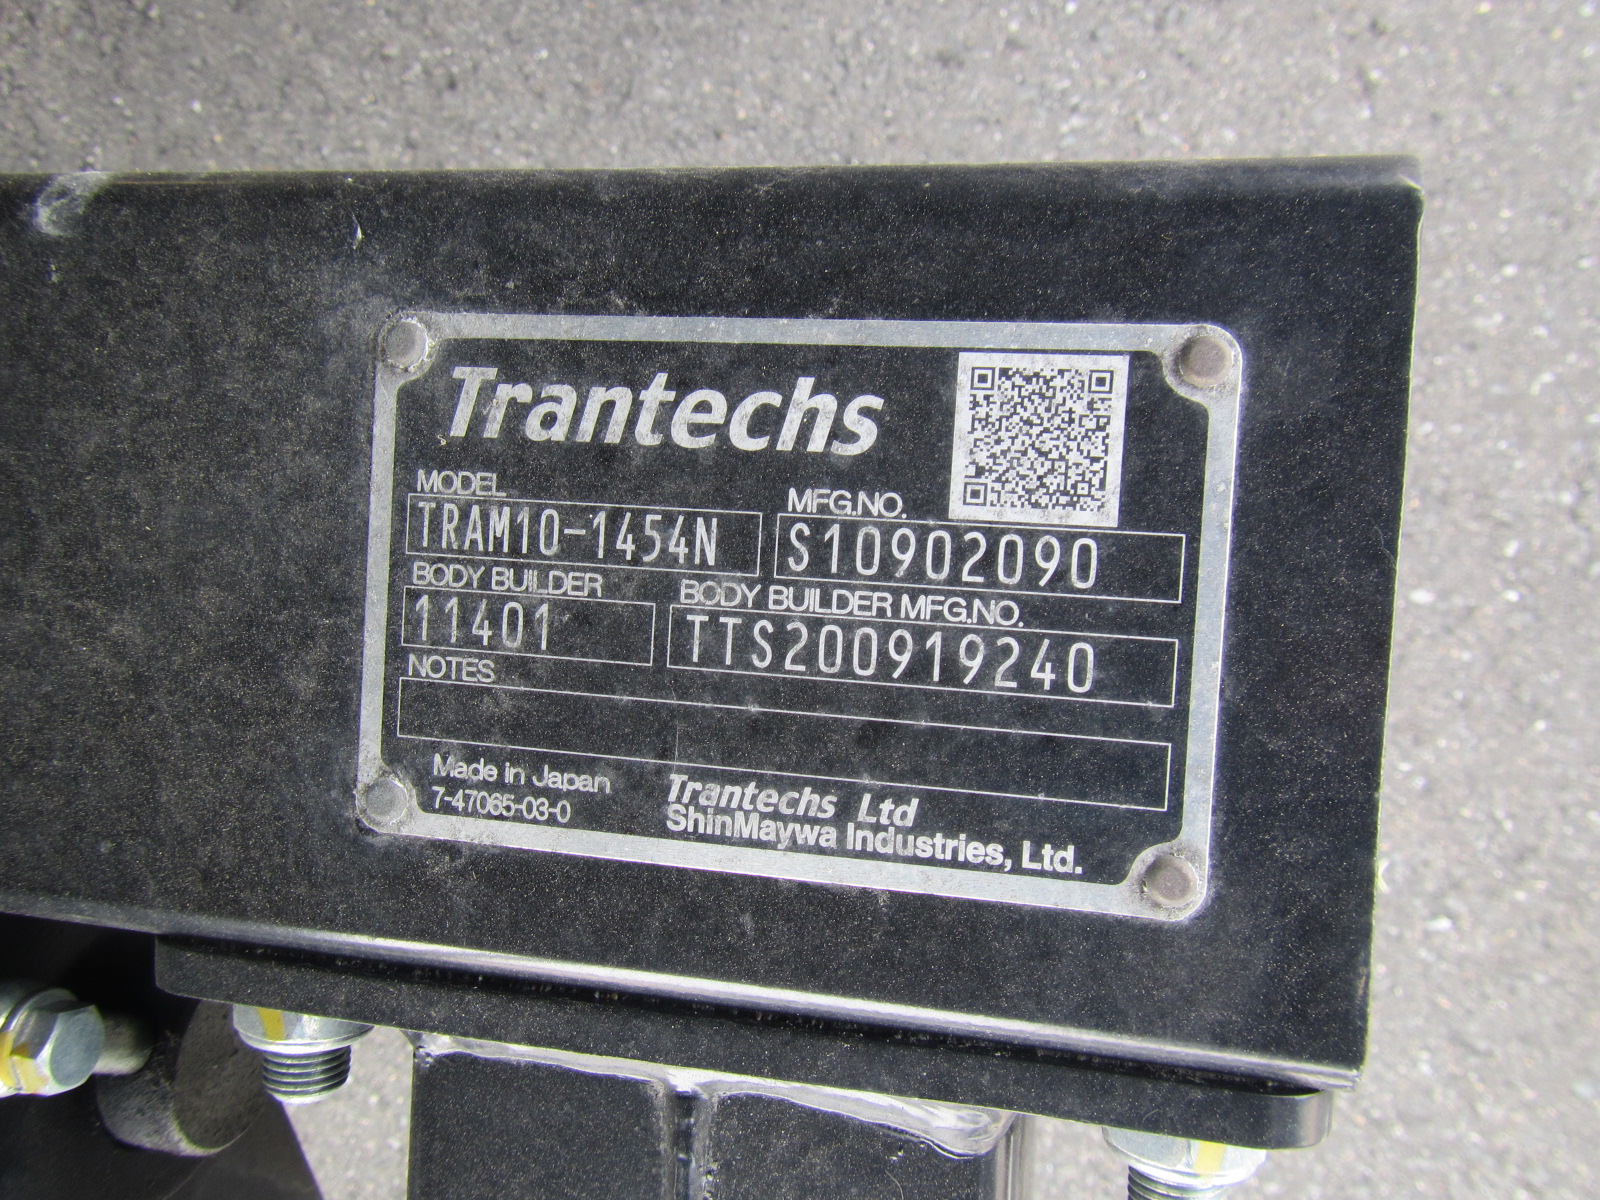 Trantechs
MODEL
TRAM10-1454N
MFG.NO.
S10902090
BODY BUILDER
11401
BODY BUILDER MFG.NO.
TTS200919240
NOTES
Made in Japan
7-47065-03-0
Trantechs Ltd
ShinMaywa Industries, Ltd.